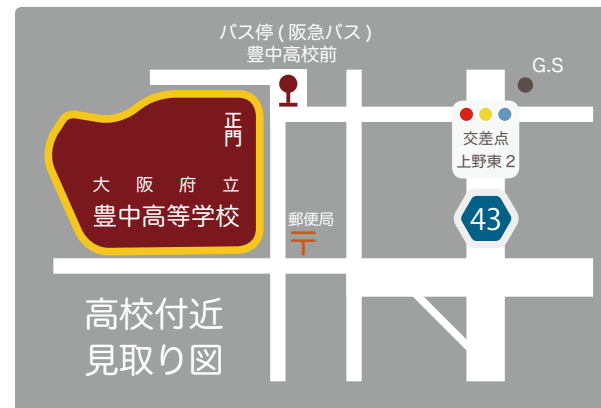 バス停 ( 阪急バス )
豊中高校前
G.S
正門
交差点
上野東 2
大阪府立
豊中高等学校
郵便局
〒
43
高校付近
見取り図